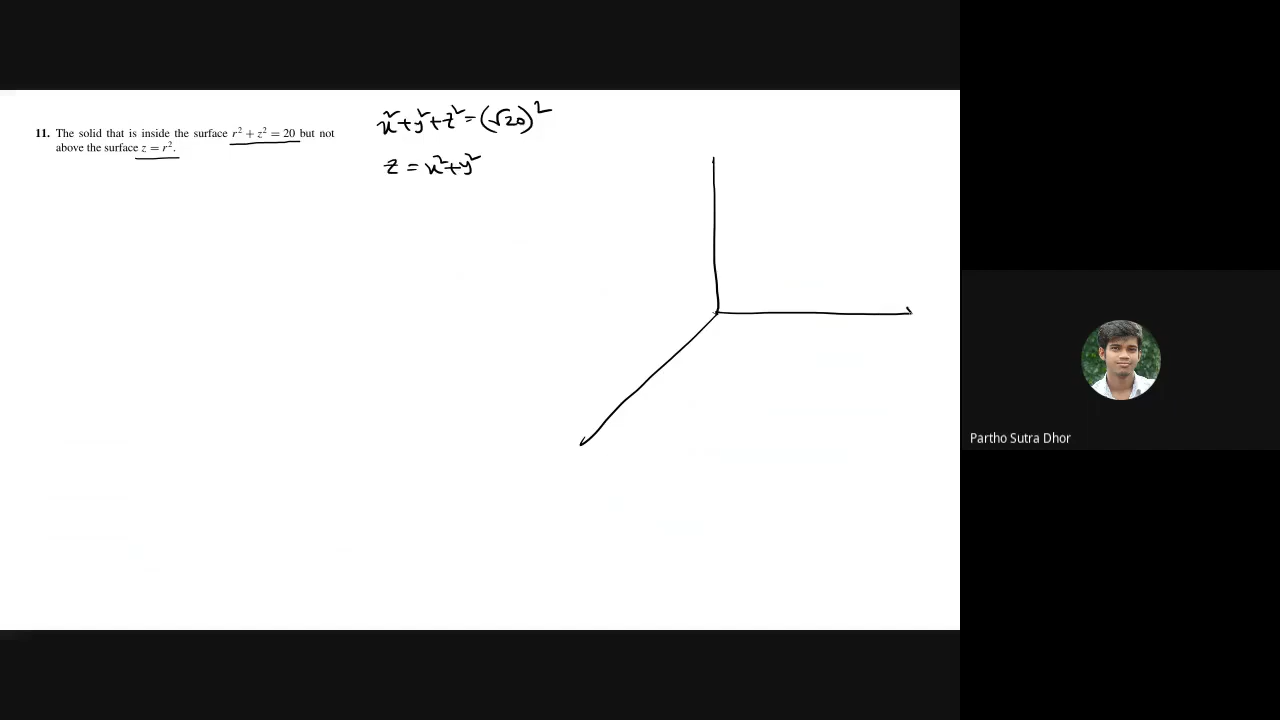 11. The solid that is inside the surface r² + z² = 20 but not
above the surface z = r².
x²+y²+z²=(√20)²
z = x²+y²
Partho Sutra Dhor